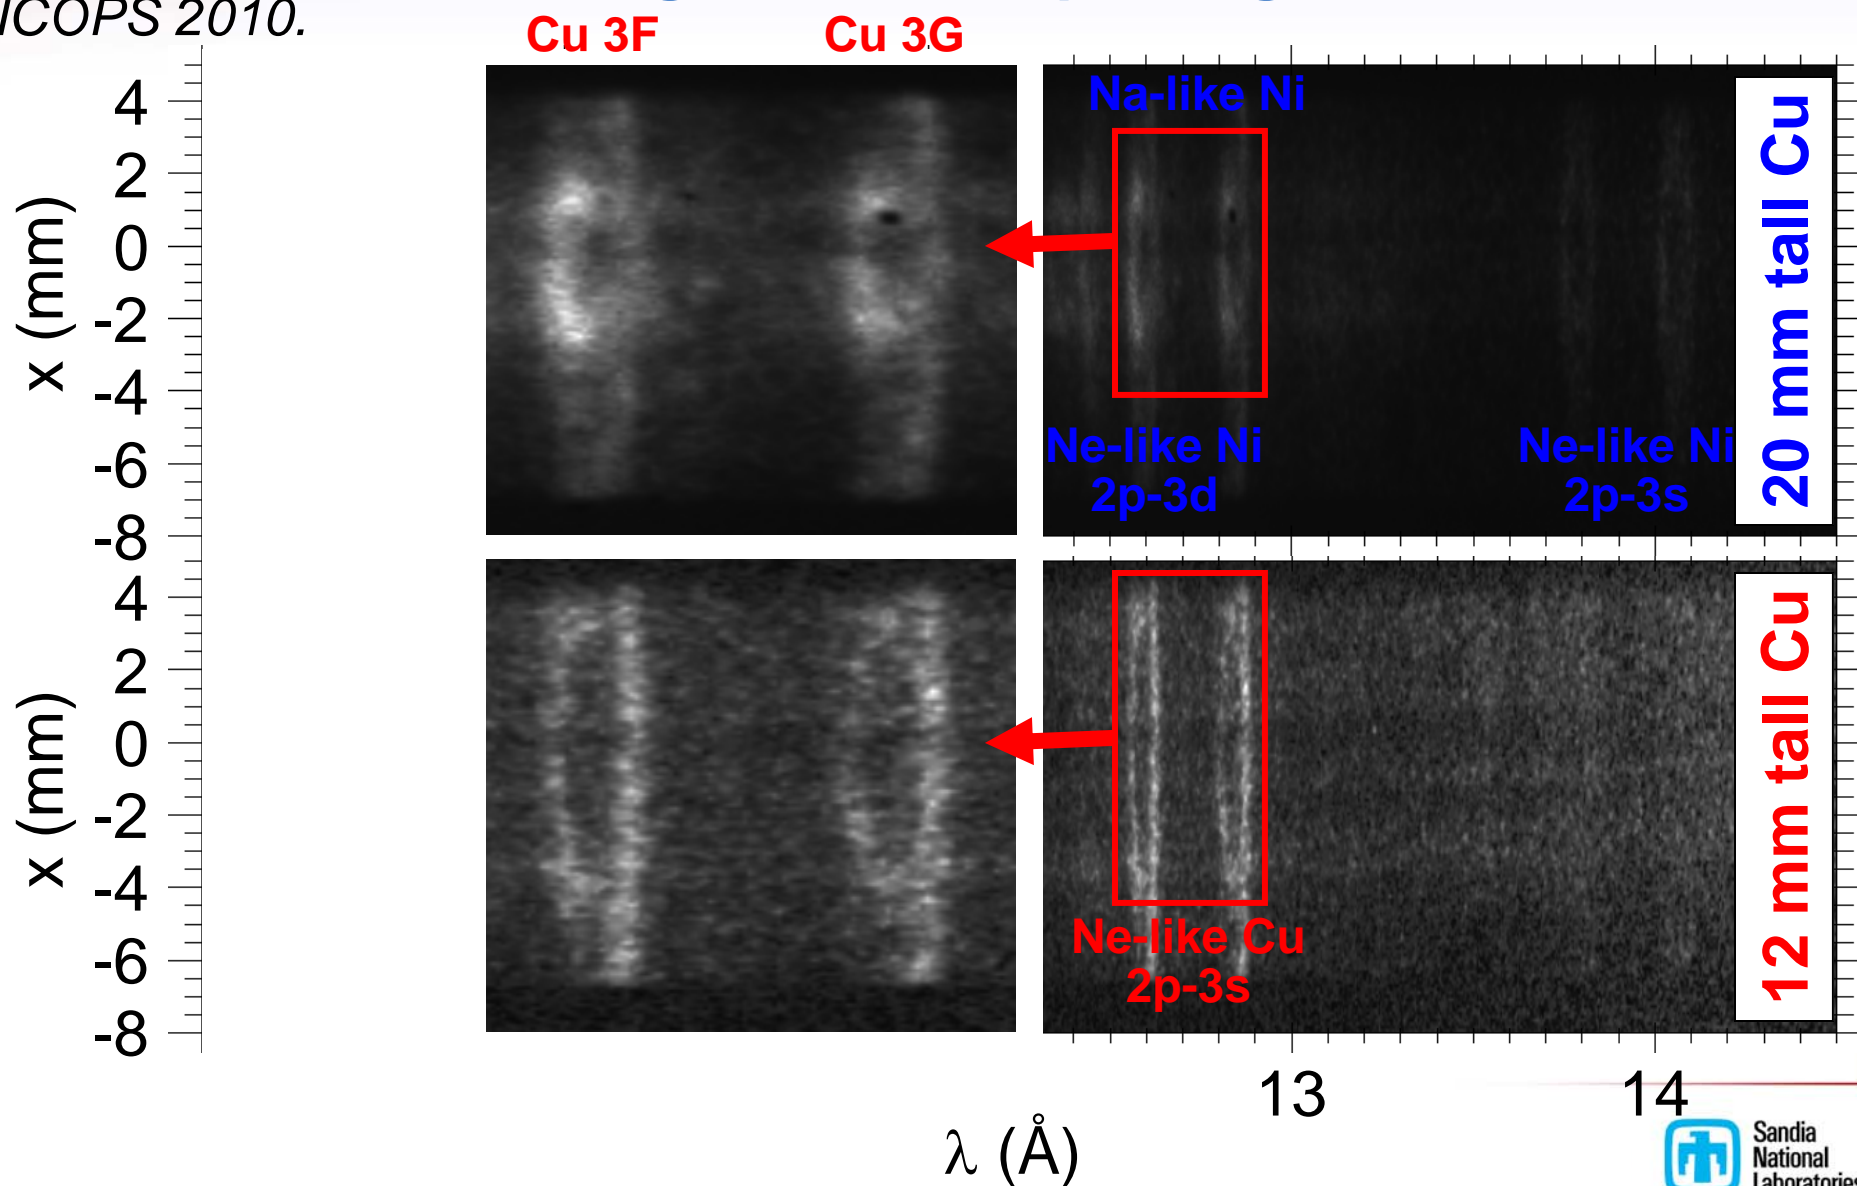 ICOPS 2010.
Cu 3F
Cu 3G
4
2
0
-2
-4
-6
-8
x (mm)
Na-like Ni
Ne-like Ni
2p-3d
Ne-like Ni
2p-3s
20 mm tall Cu
4
2
0
-2
-4
-6
-8
x (mm)
Ne-like Cu
2p-3s
12 mm tall Cu
13
14
λ (Å)
Sandia
National
Laboratories